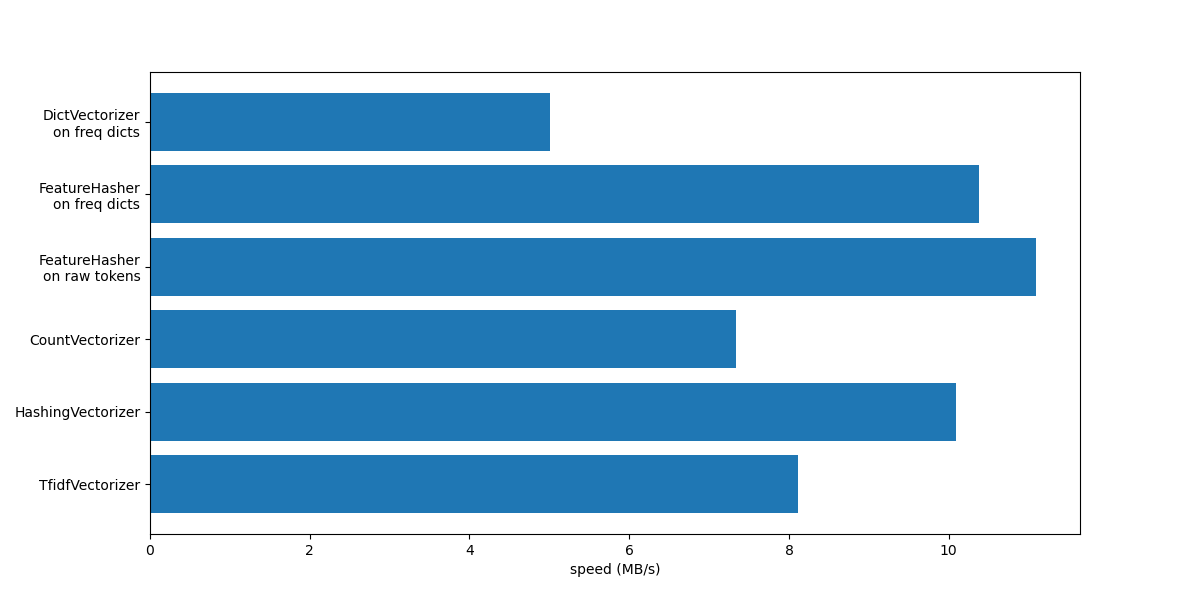 DictVectorizer
on freq dicts
FeatureHasher
on freq dicts
FeatureHasher
on raw tokens
CountVectorizer
HashingVectorizer
TfidfVectorizer
0 2 4 6 8 10
speed (MB/s)